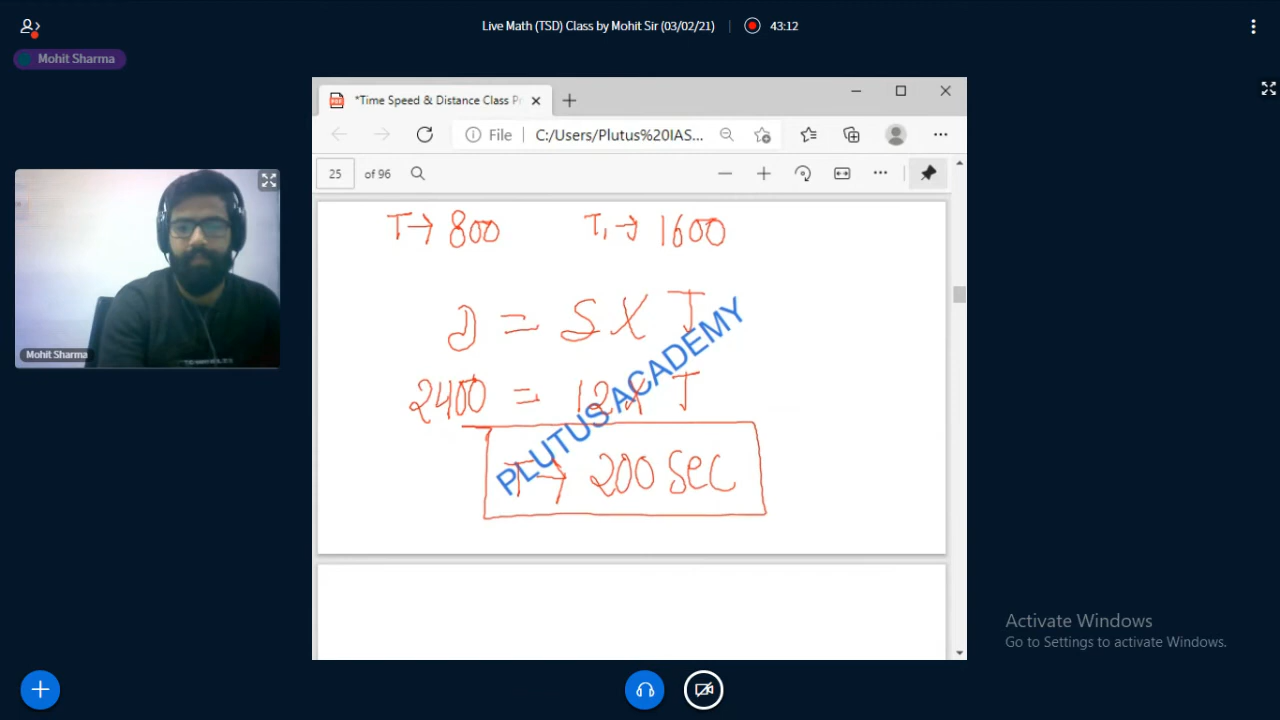 Live Math (TSD) Class by Mohit Sir (03/02/21)
43:12
Mohit Sharma
*Time Speed & Distance Class Pr
File
C:/Users/Plutus%20IAS...
25 of 96
T → 800
T₁ → 1600
D = S X T
2400 = 12 X T
T → 200 Sec
PLUTUS ACADEMY
Mohit Sharma
Activate Windows
Go to Settings to activate Windows.